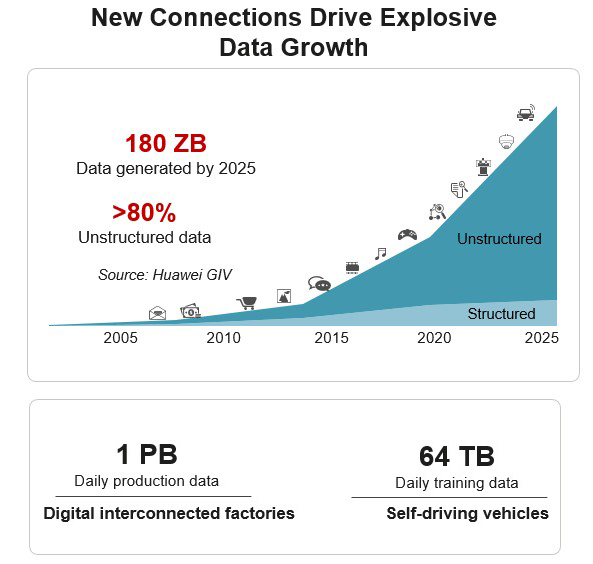 New Connections Drive Explosive
Data Growth
180 ZB
Data generated by 2025
>80%
Unstructured data
Source: Huawei GIV
Unstructured
Structured
2005 2010 2015 2020 2025
1 PB
Daily production data
Digital interconnected factories
64 TB
Daily training data
Self-driving vehicles